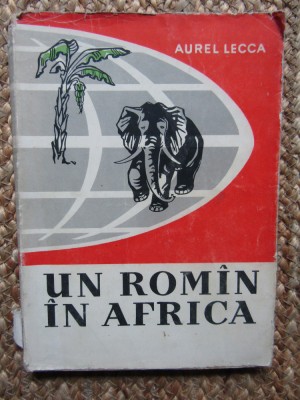 AUREL LECCA
UN ROMÎN
ÎN AFRICA